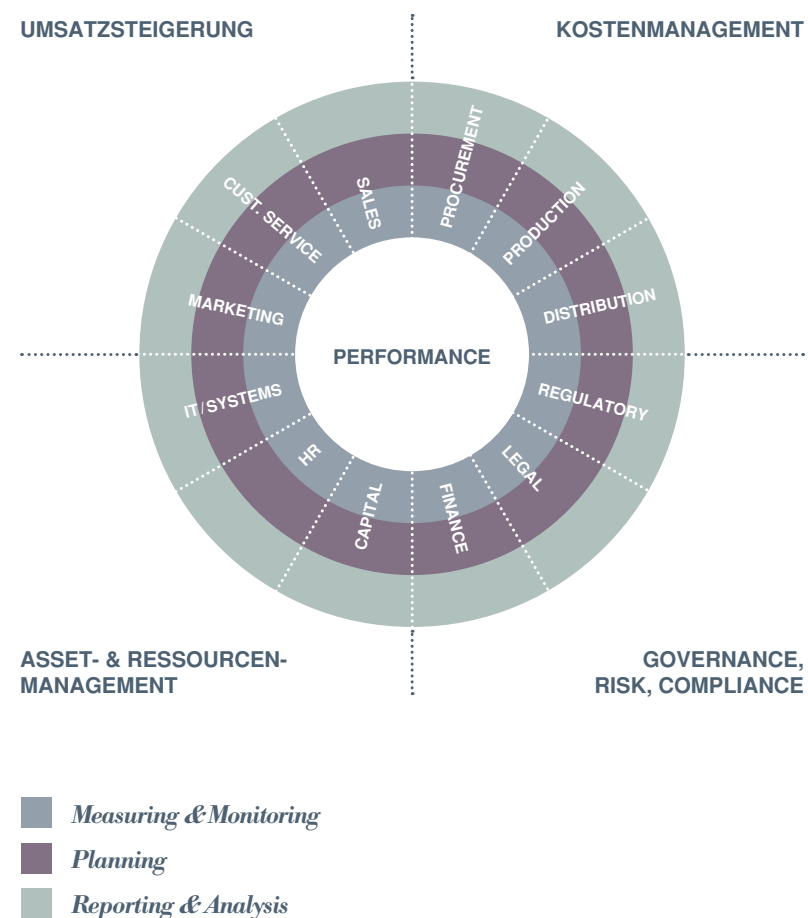 UMSATZSTEIGERUNG
KOSTENMANAGEMENT
SALES
PROCUREMENT
CUST. SERVICE
PRODUCTION
MARKETING
DISTRIBUTION
PERFORMANCE
IT/SYSTEMS
REGULATORY
HR
LEGAL
CAPITAL
FINANCE
ASSET- & RESSOURCEN-
MANAGEMENT
GOVERNANCE,
RISK, COMPLIANCE
Measuring & Monitoring
Planning
Reporting & Analysis